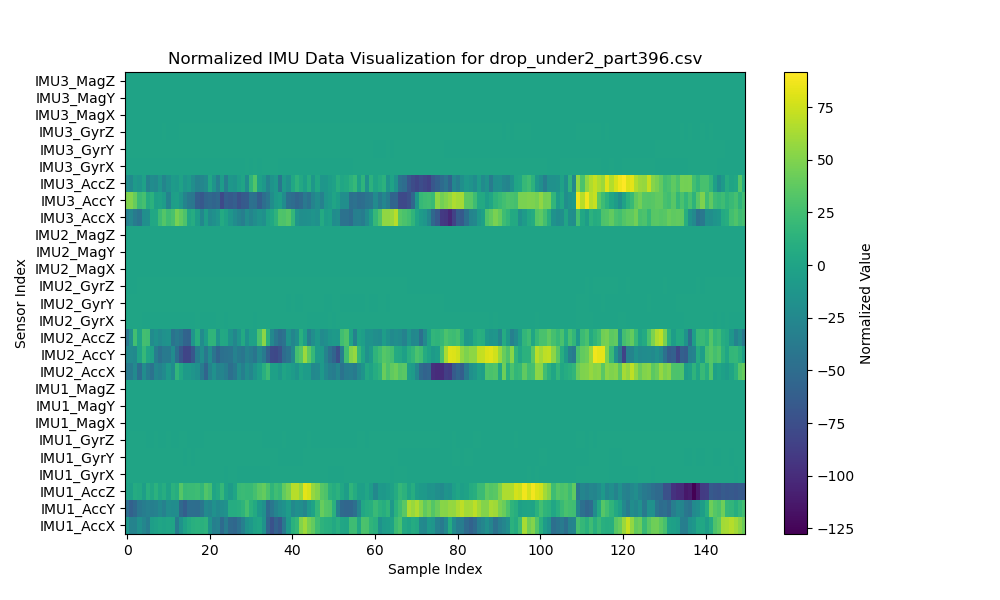 Normalized IMU Data Visualization for drop_under2_part396.csv
IMU3_MagZ
IMU3_MagY
IMU3_MagX
IMU3_GyrZ
IMU3_GyrY
IMU3_GyrX
IMU3_AccZ
IMU3_AccY
IMU3_AccX
IMU2_MagZ
IMU2_MagY
IMU2_MagX
IMU2_GyrZ
IMU2_GyrY
IMU2_GyrX
IMU2_AccZ
IMU2_AccY
IMU2_AccX
IMU1_MagZ
IMU1_MagY
IMU1_MagX
IMU1_GyrZ
IMU1_GyrY
IMU1_GyrX
IMU1_AccZ
IMU1_AccY
IMU1_AccX
Sensor Index
0 20 40 60 80 100 120 140
Sample Index
75
50
25
0
−25
−50
−75
−100
−125
Normalized Value